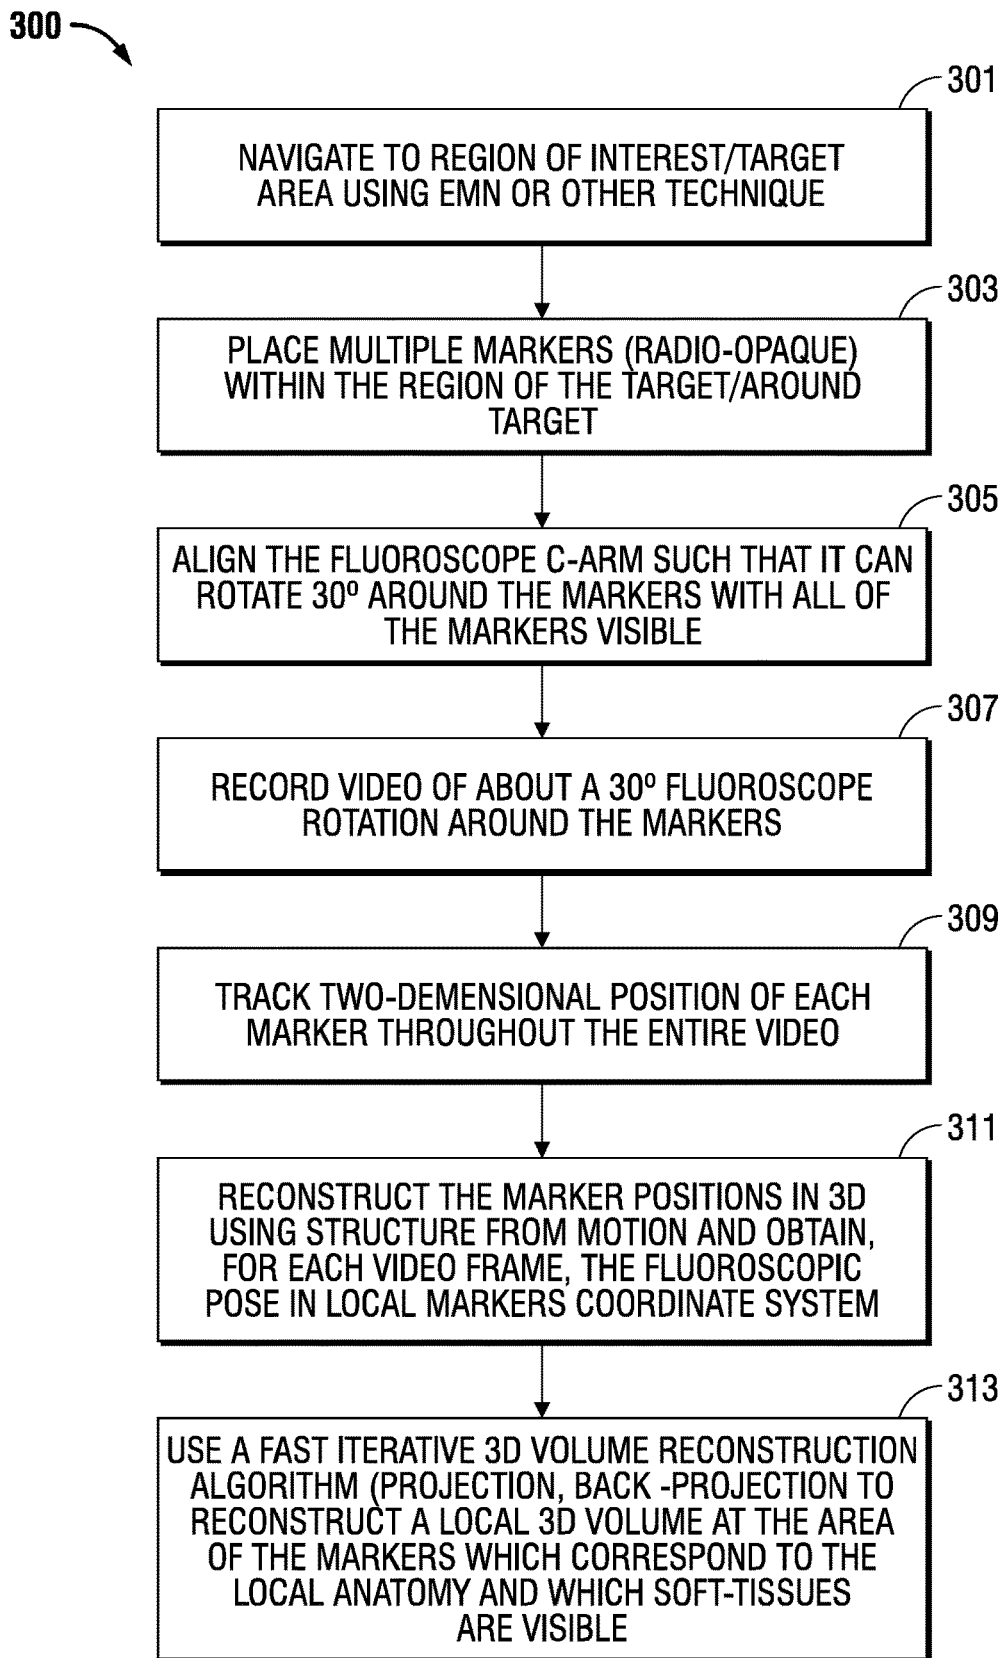 300
301
NAVIGATE TO REGION OF INTEREST/TARGET
AREA USING EMN OR OTHER TECHNIQUE
303
PLACE MULTIPLE MARKERS (RADIO-OPAQUE)
WITHIN THE REGION OF THE TARGET/AROUND
TARGET
305
ALIGN THE FLUOROSCOPE C-ARM SUCH THAT IT CAN
ROTATE 30º AROUND THE MARKERS WITH ALL OF
THE MARKERS VISIBLE
307
RECORD VIDEO OF ABOUT A 30º FLUOROSCOPE
ROTATION AROUND THE MARKERS
309
TRACK TWO-DEMENSIONAL POSITION OF EACH
MARKER THROUGHOUT THE ENTIRE VIDEO
311
RECONSTRUCT THE MARKER POSITIONS IN 3D
USING STRUCTURE FROM MOTION AND OBTAIN,
FOR EACH VIDEO FRAME, THE FLUOROSCOPIC
POSE IN LOCAL MARKERS COORDINATE SYSTEM
313
USE A FAST ITERATIVE 3D VOLUME RECONSTRUCTION
ALGORITHM (PROJECTION, BACK -PROJECTION TO
RECONSTRUCT A LOCAL 3D VOLUME AT THE AREA
OF THE MARKERS WHICH CORRESPOND TO THE
LOCAL ANATOMY AND WHICH SOFT-TISSUES
ARE VISIBLE